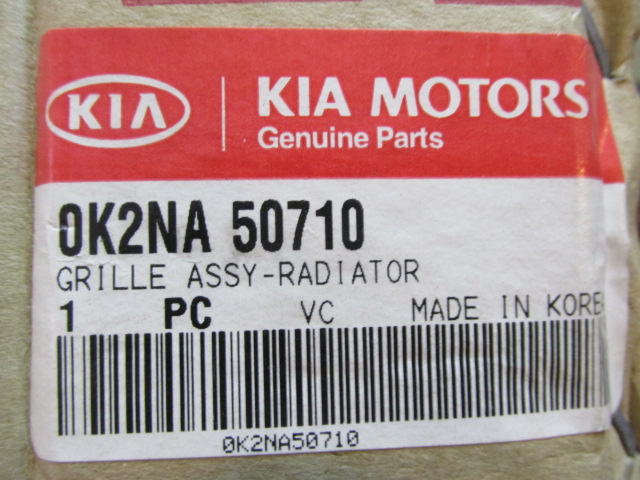 KIA
KIA MOTORS
Genuine Parts
0K2NA 50710
GRILLE ASSY-RADIATOR
1 PC VC MADE IN KORE
0K2NA50710